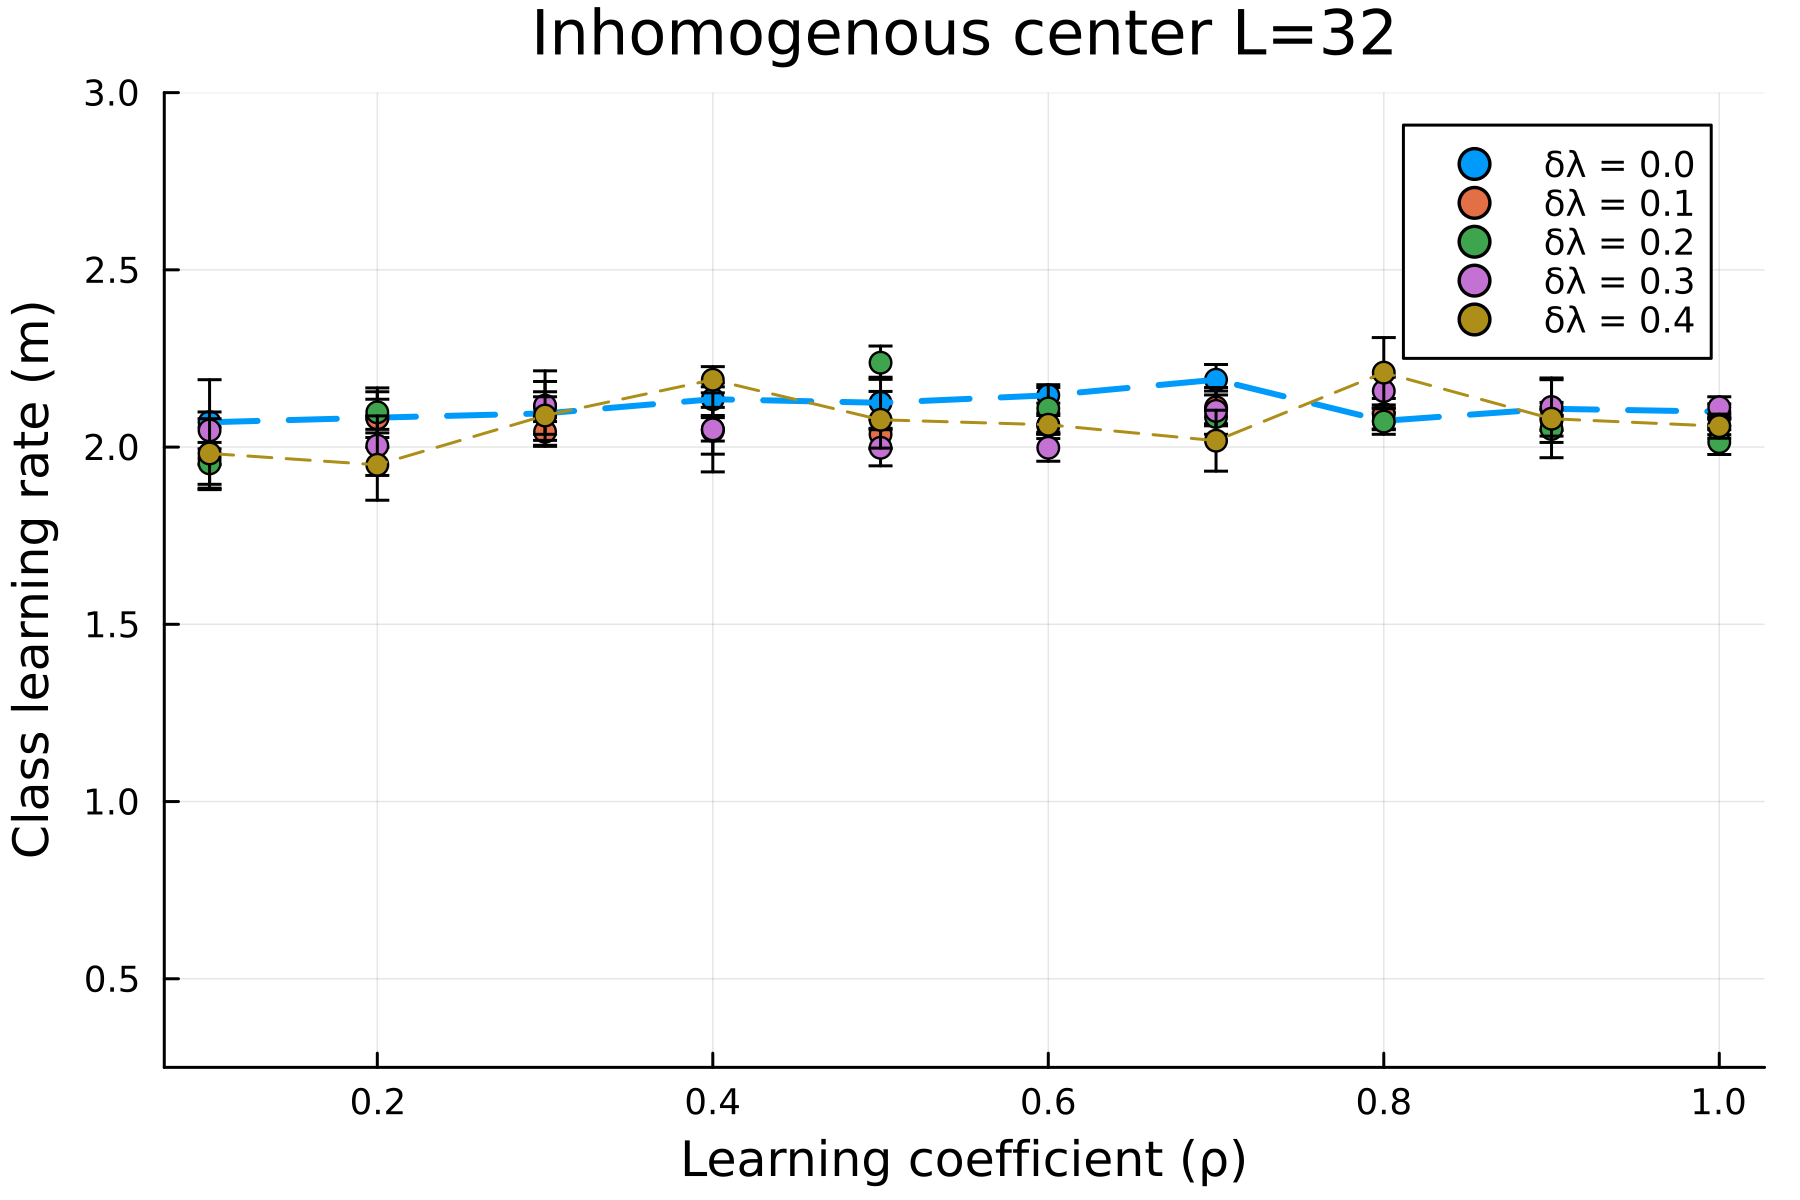 Inhomogenous center L=32
Class learning rate (m)
3.0
2.5
2.0
1.5
1.0
0.5
δλ = 0.0
δλ = 0.1
δλ = 0.2
δλ = 0.3
δλ = 0.4
0.2 0.4 0.6 0.8 1.0
Learning coefficient (ρ)